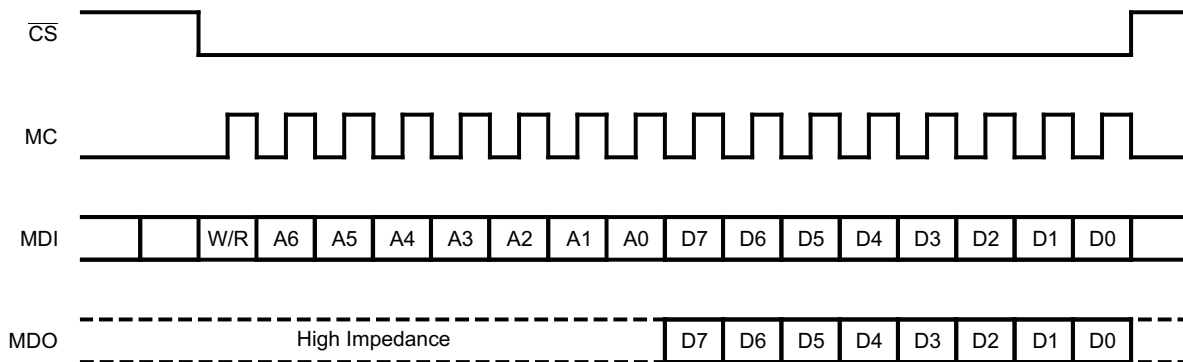 CS
MC
MDI W/R A6 A5 A4 A3 A2 A1 A0 D7 D6 D5 D4 D3 D2 D1 D0
MDO High Impedance D7 D6 D5 D4 D3 D2 D1 D0